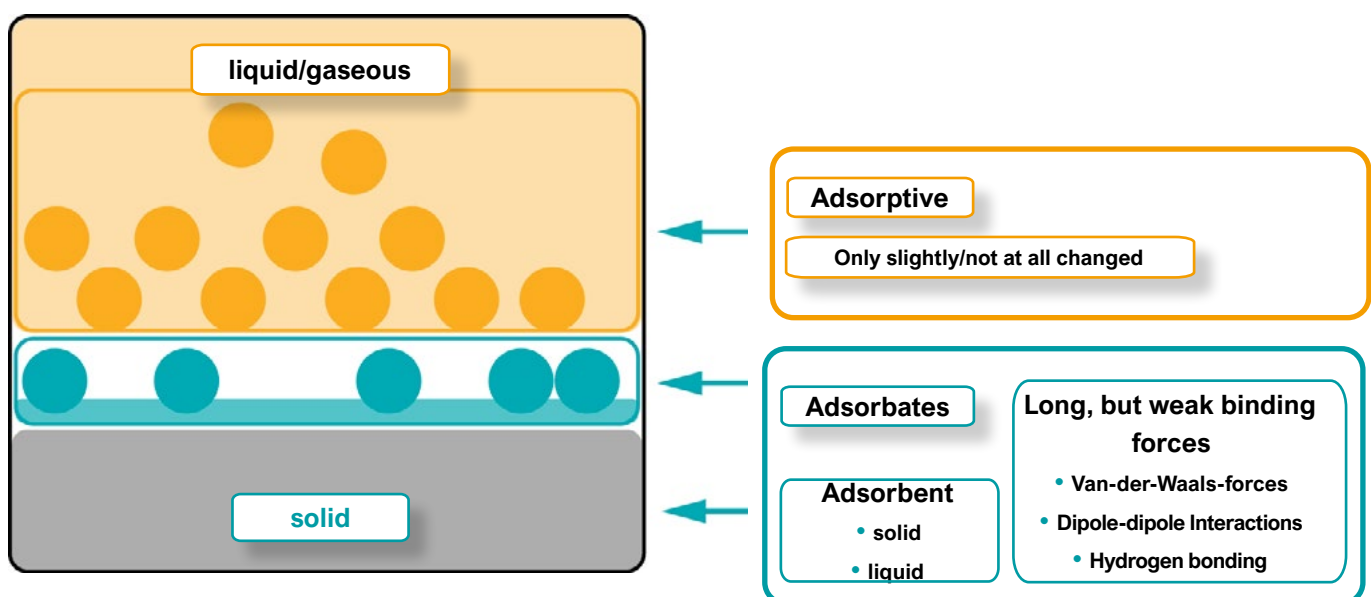 liquid/gaseous
solid
Adsorptive
Only slightly/not at all changed
Adsorbates
Adsorbent
• solid
• liquid
Long, but weak binding
forces
• Van-der-Waals-forces
• Dipole-dipole Interactions
• Hydrogen bonding